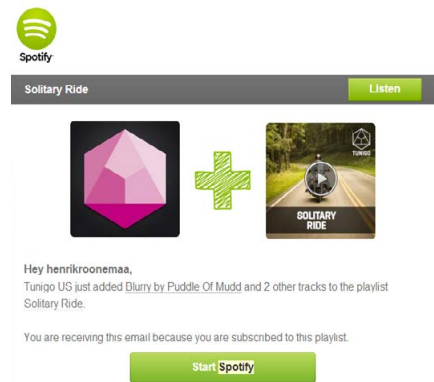 Spotify
Solitary Ride
Listen
TUNIGO
SOLITARY
RIDE
Hey henrikroonemaa,
Tunigo US just added Blurry by Puddle Of Mudd and 2 other tracks to the playlist
Solitary Ride.
You are receiving this email because you are subscribed to this playlist.
Start Spotify